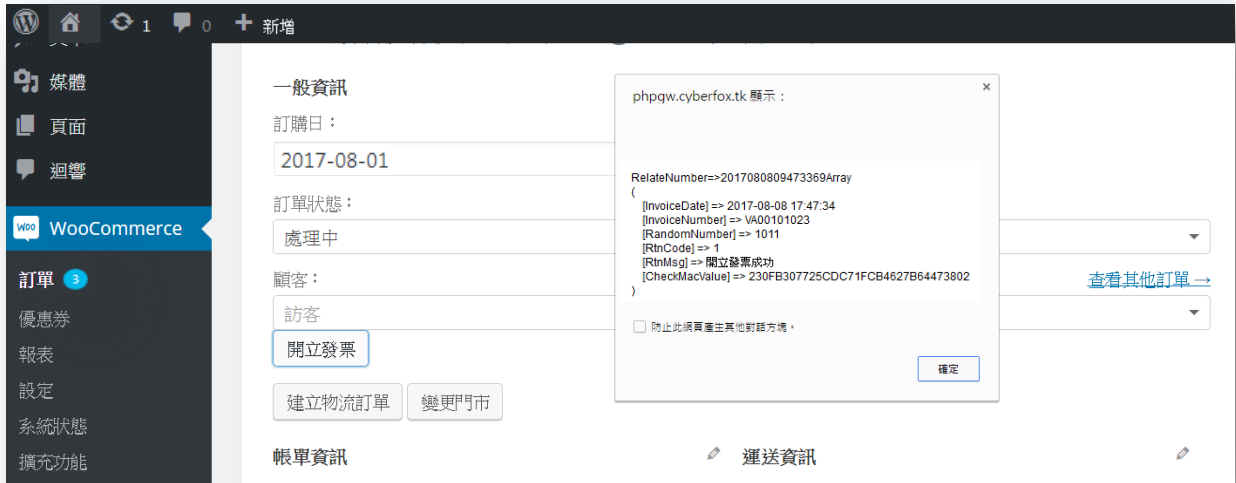 1 0 新增
媒體
頁面
迴響
WooCommerce
訂單 3
優惠券
報表
設定
系統狀態
擴充功能
一般資訊
訂購日：
2017-08-01
訂單狀態：
處理中
顧客：
查看其他訂單 →
訪客
開立發票
建立物流訂單 變更門市
帳單資訊
運送資訊
phpgw.cyberfox.tk 顯示：
×
RelateNumber=>2017080809473369Array
(
[InvoiceDate] => 2017-08-08 17:47:34
[InvoiceNumber] => VA00101023
[RandomNumber] => 1011
[RtnCode] => 1
[RtnMsg] => 開立發票成功
[CheckMacValue] => 230FB307725CDC71FCB4627B64473802
)
防止此網頁產生其他對話方塊。
確定